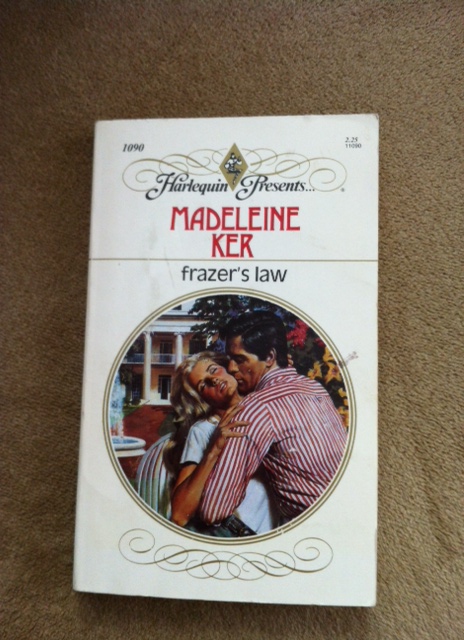 1090
2.25
11090
Harlequin Presents...
MADELEINE
KER
frazer's law